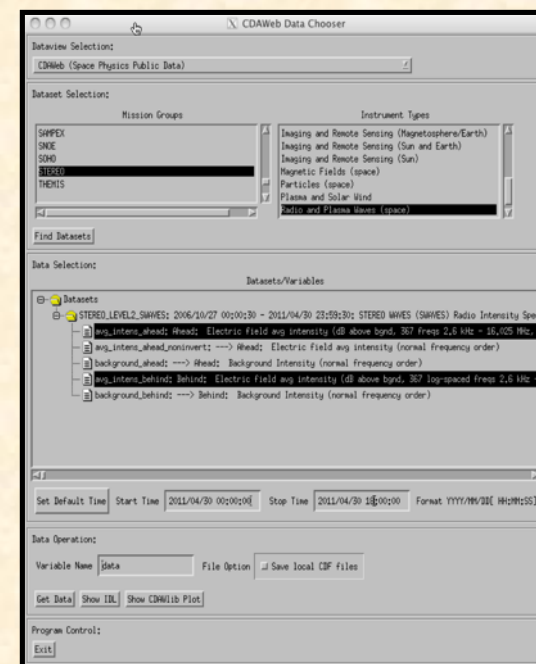 CDAWeb Data Chooser
Dataview Selection:
CDAWeb (Space Physics Public Data)
Dataset Selection:
Mission Groups
Instrument Types
SAMPEX
SNOE
SOHO
STEREO
THEMIS
Imaging and Remote Sensing (Magnetosphere/Earth)
Imaging and Remote Sensing (Sun and Earth)
Imaging and Remote Sensing (Sun)
Magnetic Fields (space)
Particles (space)
Plasma and Solar Wind
Radio and Plasma Waves (space)
Find Datasets
Data Selection:
Datasets/Variables
Datasets
STEREO_LEVEL2_SWAVES: 2006/10/27 00:00:30 - 2011/04/30 23:59:30: STEREO WAVES (SWAVES) Radio Intensity Spe
avg_intens_ahead: Ahead: Electric field avg intensity (dB above bgnd, 367 freqs 2.6 kHz - 16.025 MHz,
avg_intens_ahead_noninvert: ---> Ahead: Electric field avg intensity (normal frequency order)
background_ahead: ---> Ahead: Background Intensity (normal frequency order)
avg_intens_behind: Behind: Electric field avg intensity (dB above bgnd, 367 log-spaced freqs 2.6 kHz -
background_behind: ---> Behind: Background Intensity (normal frequency order)
Set Default Time Start Time 2011/04/30 00:00:00 Stop Time 2011/04/30 18:00:00 Format YYYY/MM/DD[ HH:MM:SS]
Data Operation:
Variable Name data File Option Save local CDF files
Get Data Show IDL Show CDAWlib Plot
Program Control:
Exit